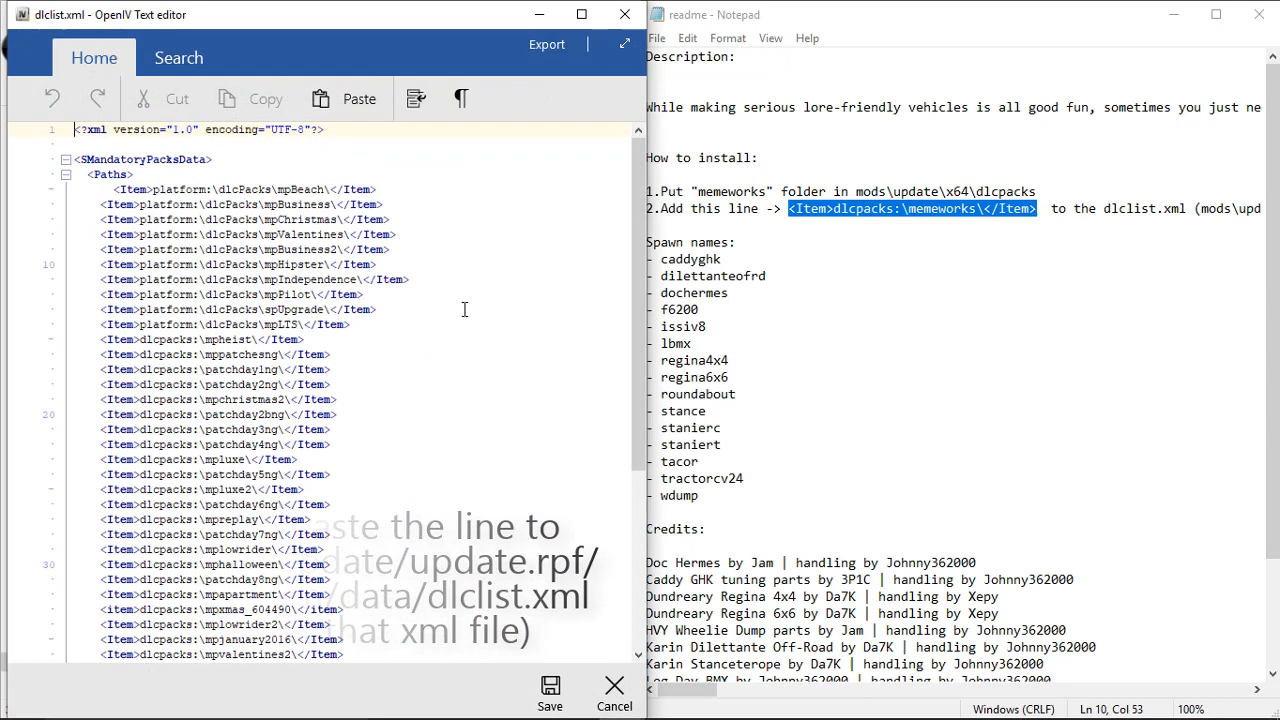 dlclist.xml - OpenIV Text editor
Home
Search
Export
Cut
Copy
Paste
1
<?xml version="1.0" encoding="UTF-8"?>
<SMandatoryPacksData>
<Paths>
<Item>platform:\dlcPacks\mpBeach\</Item>
<Item>platform:\dlcPacks\mpBusiness\</Item>
<Item>platform:\dlcPacks\mpChristmas\</Item>
<Item>platform:\dlcPacks\mpValentines\</Item>
<Item>platform:\dlcPacks\mpBusiness2\</Item>
10 <Item>platform:\dlcPacks\mpHipster\</Item>
<Item>platform:\dlcPacks\mpIndependence\</Item>
<Item>platform:\dlcPacks\mpPilot\</Item>
<Item>platform:\dlcPacks\spUpgrade\</Item>
<Item>platform:\dlcPacks\mpLTS\</Item>
<Item>dlcpacks:\mpheist\</Item>
<Item>dlcpacks:\mppatchesng\</Item>
<Item>dlcpacks:\patchday1ng\</Item>
<Item>dlcpacks:\patchday2ng\</Item>
<Item>dlcpacks:\mpchristmas2\</Item>
20 <Item>dlcpacks:\patchday2bng\</Item>
<Item>dlcpacks:\patchday3ng\</Item>
<Item>dlcpacks:\patchday4ng\</Item>
<Item>dlcpacks:\mpluxe\</Item>
<Item>dlcpacks:\patchday5ng\</Item>
<Item>dlcpacks:\mpluxe2\</Item>
<Item>dlcpacks:\patchday6ng\</Item>
<Item>dlcpacks:\mpreplay\</Item>
<Item>dlcpacks:\patchday7ng\</Item>
<Item>dlcpacks:\mplowrider\</Item>
30 <Item>dlcpacks:\mphalloween\</Item>
<Item>dlcpacks:\patchday8ng\</Item>
<Item>dlcpacks:\mpapartment\</Item>
<item>dlcpacks:\mpxmas_604490\</item>
<Item>dlcpacks:\mplowrider2\</Item>
<Item>dlcpacks:\mpjanuary2016\</Item>
<Item>dlcpacks:\mpvalentines2\</Item>
aste the line to
date/update.rpf/
/data/dlclist.xml
that xml file)
Save
Cancel
readme - Notepad
File Edit Format View Help
Description:
While making serious lore-friendly vehicles is all good fun, sometimes you just ne
How to install:
1.Put "memeworks" folder in mods\update\x64\dlcpacks
2.Add this line -> <Item>dlcpacks:\memeworks\</Item> to the dlclist.xml (mods\upd
Spawn names:
- caddyghk
- dilettanteofrd
- dochermes
- f6200
- issiv8
- lbmx
- regina4x4
- regina6x6
- roundabout
- stance
- stanierc
- staniert
- tacor
- tractorcv24
- wdump
Credits:
Doc Hermes by Jam | handling by Johnny362000
Caddy GHK tuning parts by 3P1C | handling by Johnny362000
Dundreary Regina 4x4 by Da7K | handling by Xepy
Dundreary Regina 6x6 by Da7K | handling by Xepy
HVY Wheelie Dump parts by Jam | handling by Johnny362000
Karin Dilettante Off-Road by Da7K | handling by Johnny362000
Karin Stanceterope by Da7K | handling by Johnny362000
BMX by Da7K | handling by Johnny362000
Windows (CRLF)
Ln 10, Col 53
100%